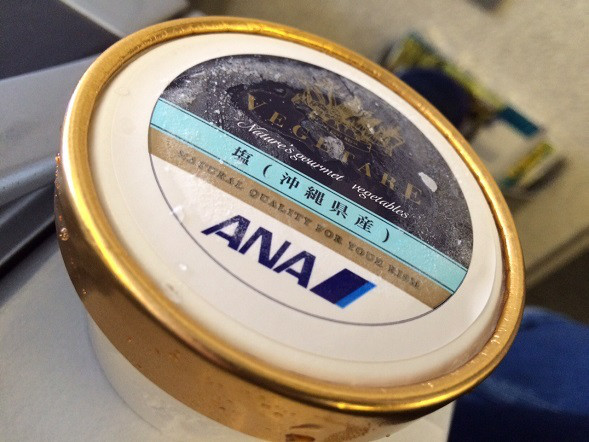 VEGETARE
Nature's gourmet vegetables
塩 (沖縄県産)
NATURAL QUALITY FOR YOUR RISM
ANA